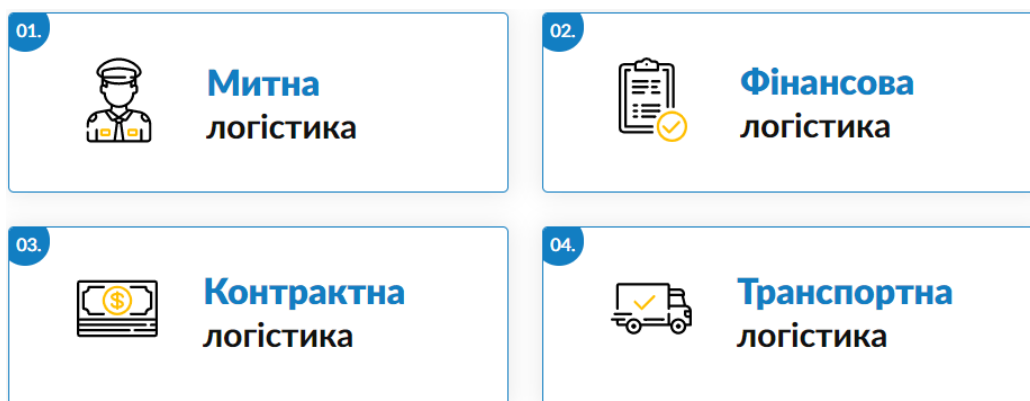 01.
Митна
логістика
02.
Фінансова
логістика
03.
Контрактна
логістика
04.
Транспортна
логістика